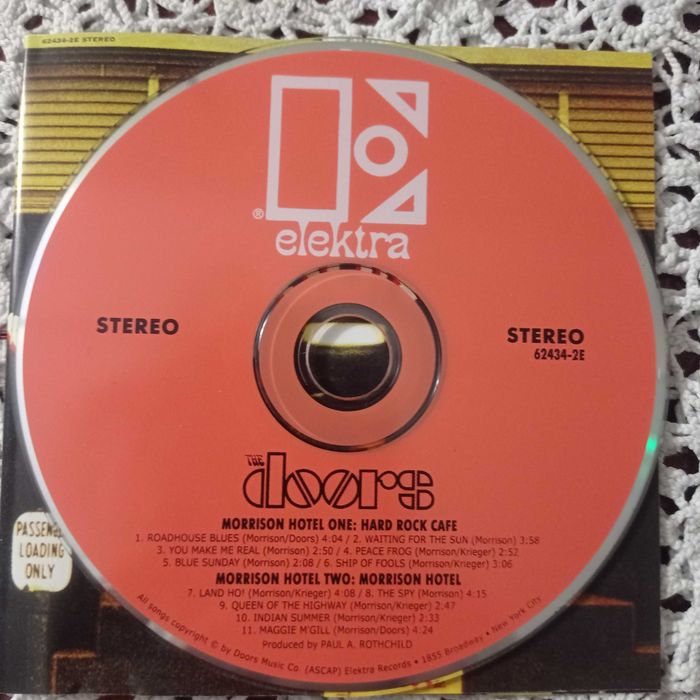 62434-2E STEREO
® elektra
STEREO
STEREO
62434-2E
THE
doors
MORRISON HOTEL ONE: HARD ROCK CAFE
1. ROADHOUSE BLUES (Morrison/Doors) 4:04 / 2. WAITING FOR THE SUN (Morrison) 3:58
3. YOU MAKE ME REAL (Morrison) 2:50 / 4. PEACE FROG (Morrison/Krieger) 2:52
5. BLUE SUNDAY (Morrison) 2:08 / 6. SHIP OF FOOLS (Morrison/Krieger) 3:06
MORRISON HOTEL TWO: MORRISON HOTEL
7. LAND HO! (Morrison/Krieger) 4:08 / 8. THE SPY (Morrison) 4:15
9. QUEEN OF THE HIGHWAY (Morrison/Krieger) 2:47
10. INDIAN SUMMER (Morrison/Krieger) 2:33
11. MAGGIE M'GILL (Morrison/Doors) 4:24
Produced by PAUL A. ROTHCHILD
All songs copyright © by Doors Music Co. (ASCAP) Elektra Records • 1855 Broadway • New York City
PASSENG
LOADING
ONLY